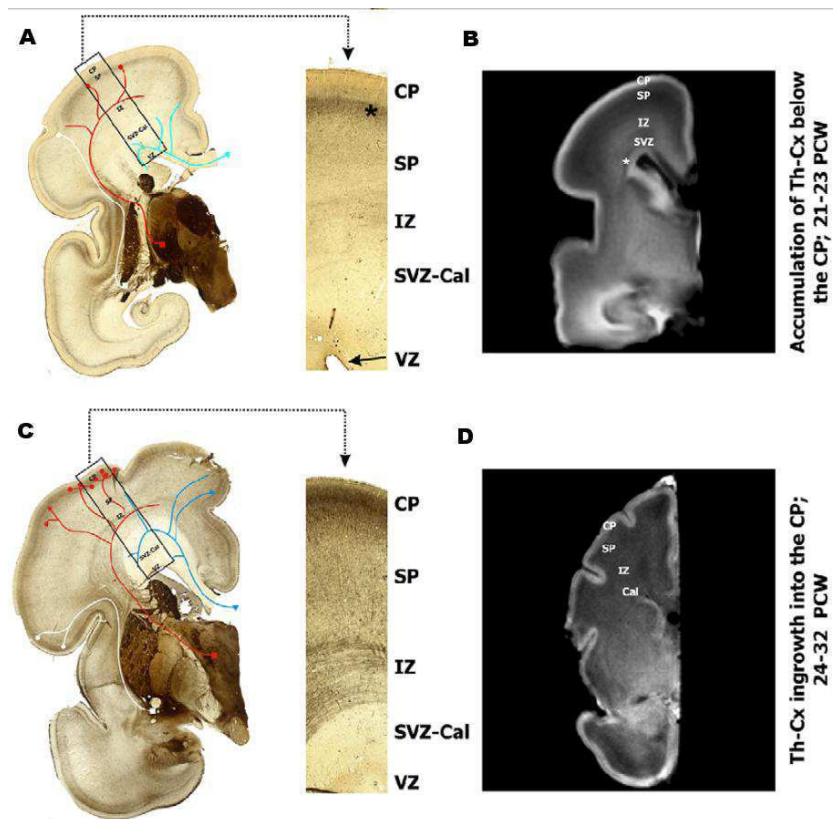 A
CP
SP
IZ
SVZ-Cal
VZ
CP
*
SP
IZ
SVZ-Cal
VZ
B
CP
SP
IZ
SVZ
*
Accumulation of Th-Cx below
the CP; 21-23 PCW
C
CP
SP
IZ
SVZ-Cal
VZ
CP
SP
IZ
SVZ-Cal
VZ
D
CP
SP
IZ
Cal
Th-Cx ingrowth into the CP;
24-32 PCW